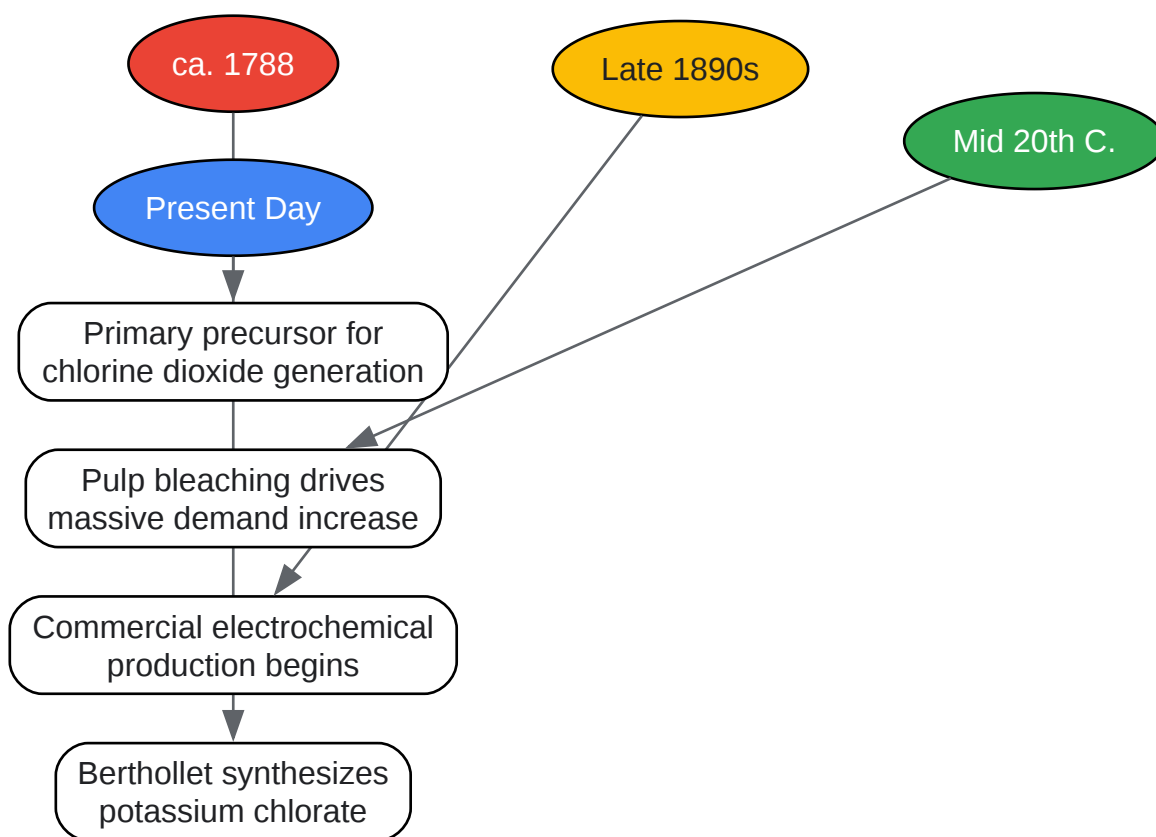 ca. 1788
Late 1890s
Mid 20th C.
Present Day
Primary precursor for
chlorine dioxide generation
Pulp bleaching drives
massive demand increase
Commercial electrochemical
production begins
Berthollet synthesizes
potassium chlorate